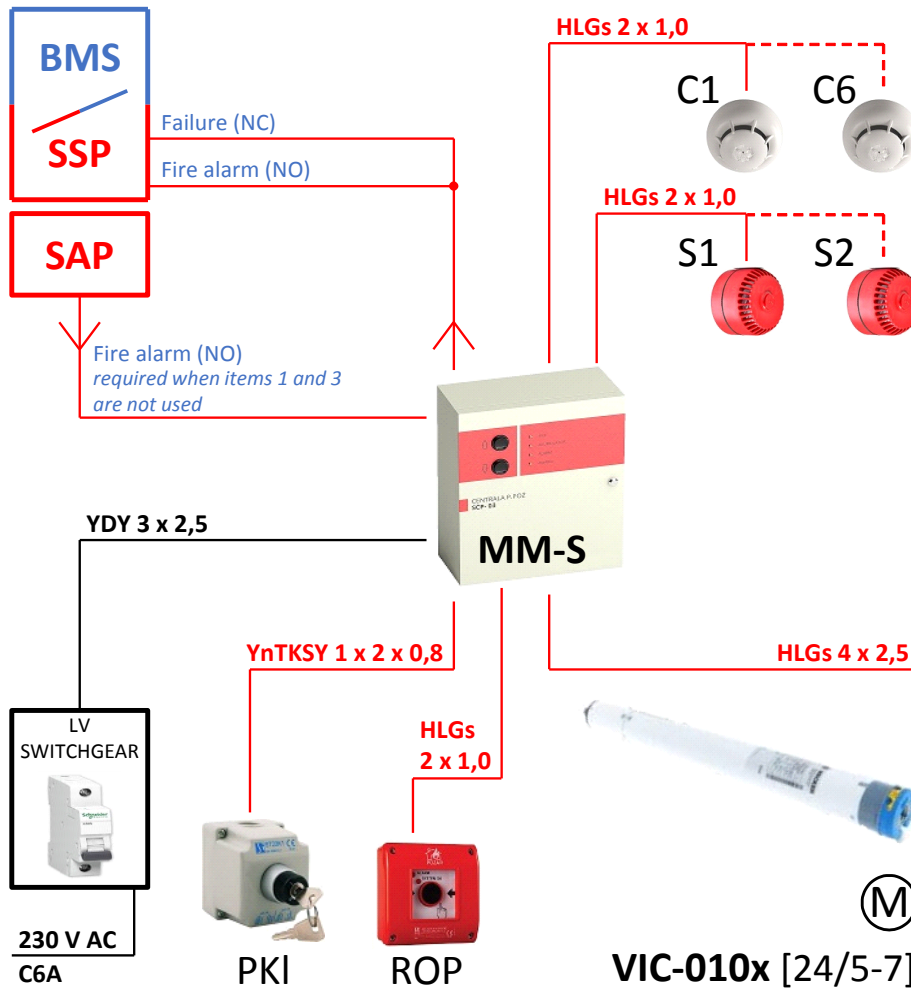 HLGs 2 x 1,0
BMS
C1
C6
Failure (NC)
SSP
Fire alarm (NO)
HLGs 2 x 1,0
SAP
S1
S2
Fire alarm (NO)
required when items 1 and 3
are not used
CENTRALA P-POZ
YDY 3 x 2,5
MM-S
YnTKSY 1 x 2 x 0,8
HLGs 4 x 2,5
LV
SWITCHGEAR
HLGs
2 x 1,0
Schneider
M
230 V AC
C6A
PKl
ROP
VIC-010x [24/5-7]